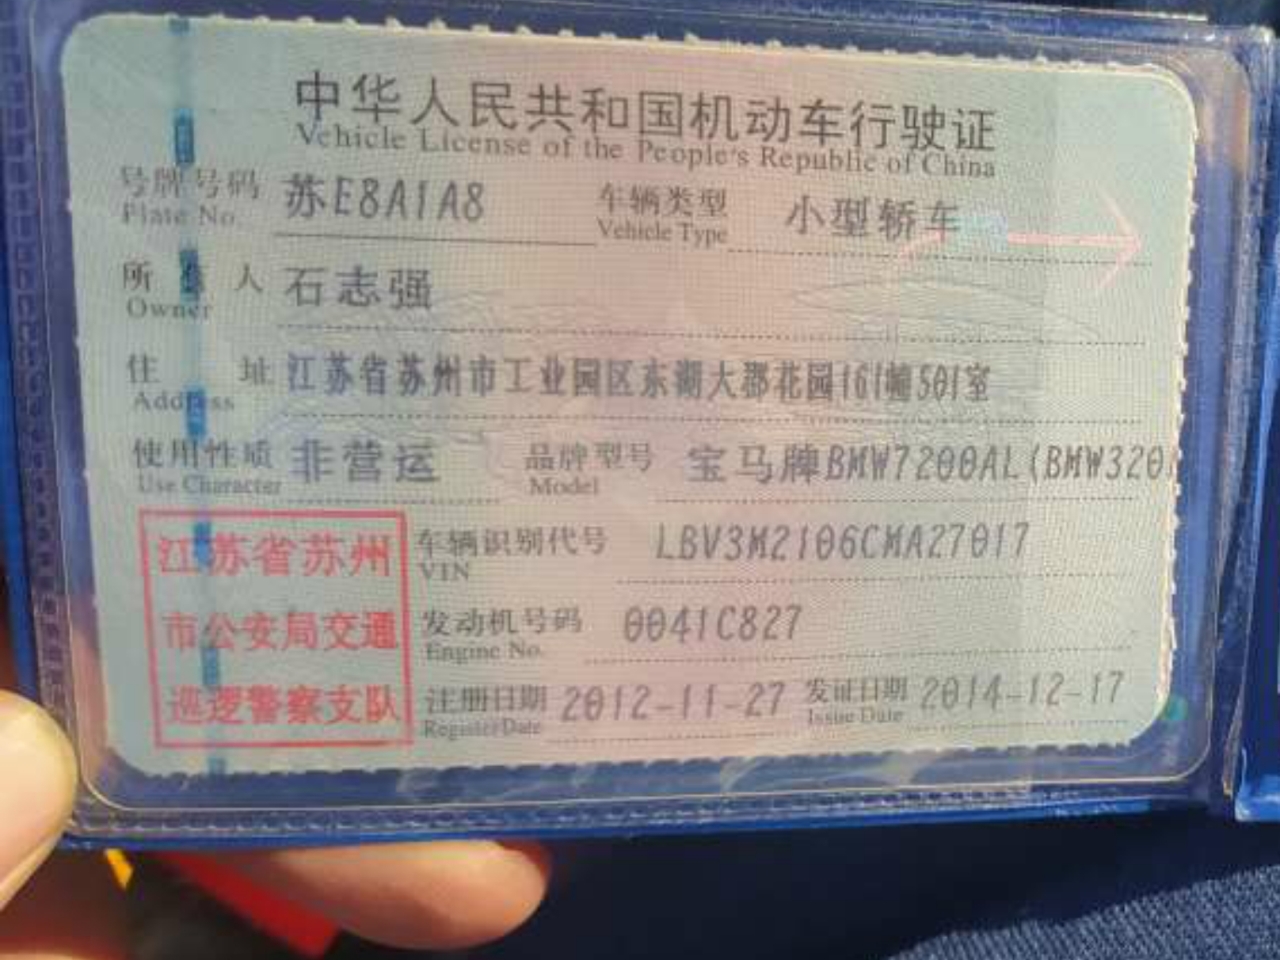 中华人民共和国机动车行驶证
Vehicle License of the People's Republic of China
号牌号码 苏E8A1A8 车辆类型 小型轿车
Plate No. Vehicle Type
所有人 石志强
Owner
住址 江苏省苏州市工业园区东湖大郡花园161幢501室
Address
使用性质 非营运 品牌型号 宝马牌BMW7200AL(BMW320
Use Character Model
江苏省苏州
市公安局交通
巡逻警察支队
车辆识别代号 LBV3M2106CMA27017
VIN
发动机号码 0041C827
Engine No.
注册日期 2012-11-27 发证日期 2014-12-17
Register Date Issue Date